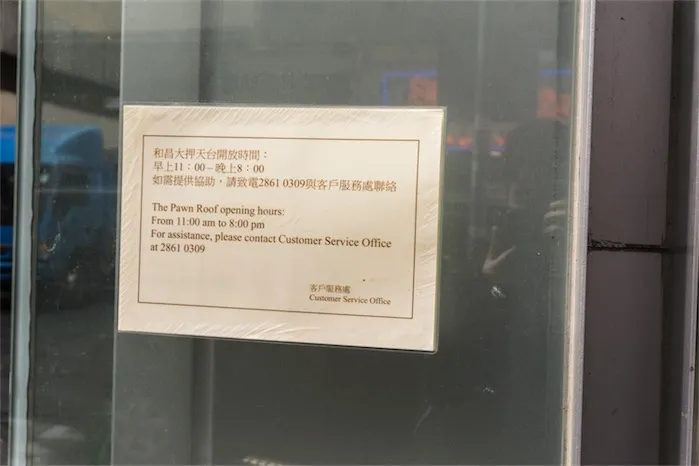 和昌大押天台開放時間：
早上11：00 – 晚上8：00
如需提供協助，請致電2861 0309與客戶服務處聯絡
The Pawn Roof opening hours:
From 11:00 am to 8:00 pm
For assistance, please contact Customer Service Office
at 2861 0309
客戶服務處
Customer Service Office